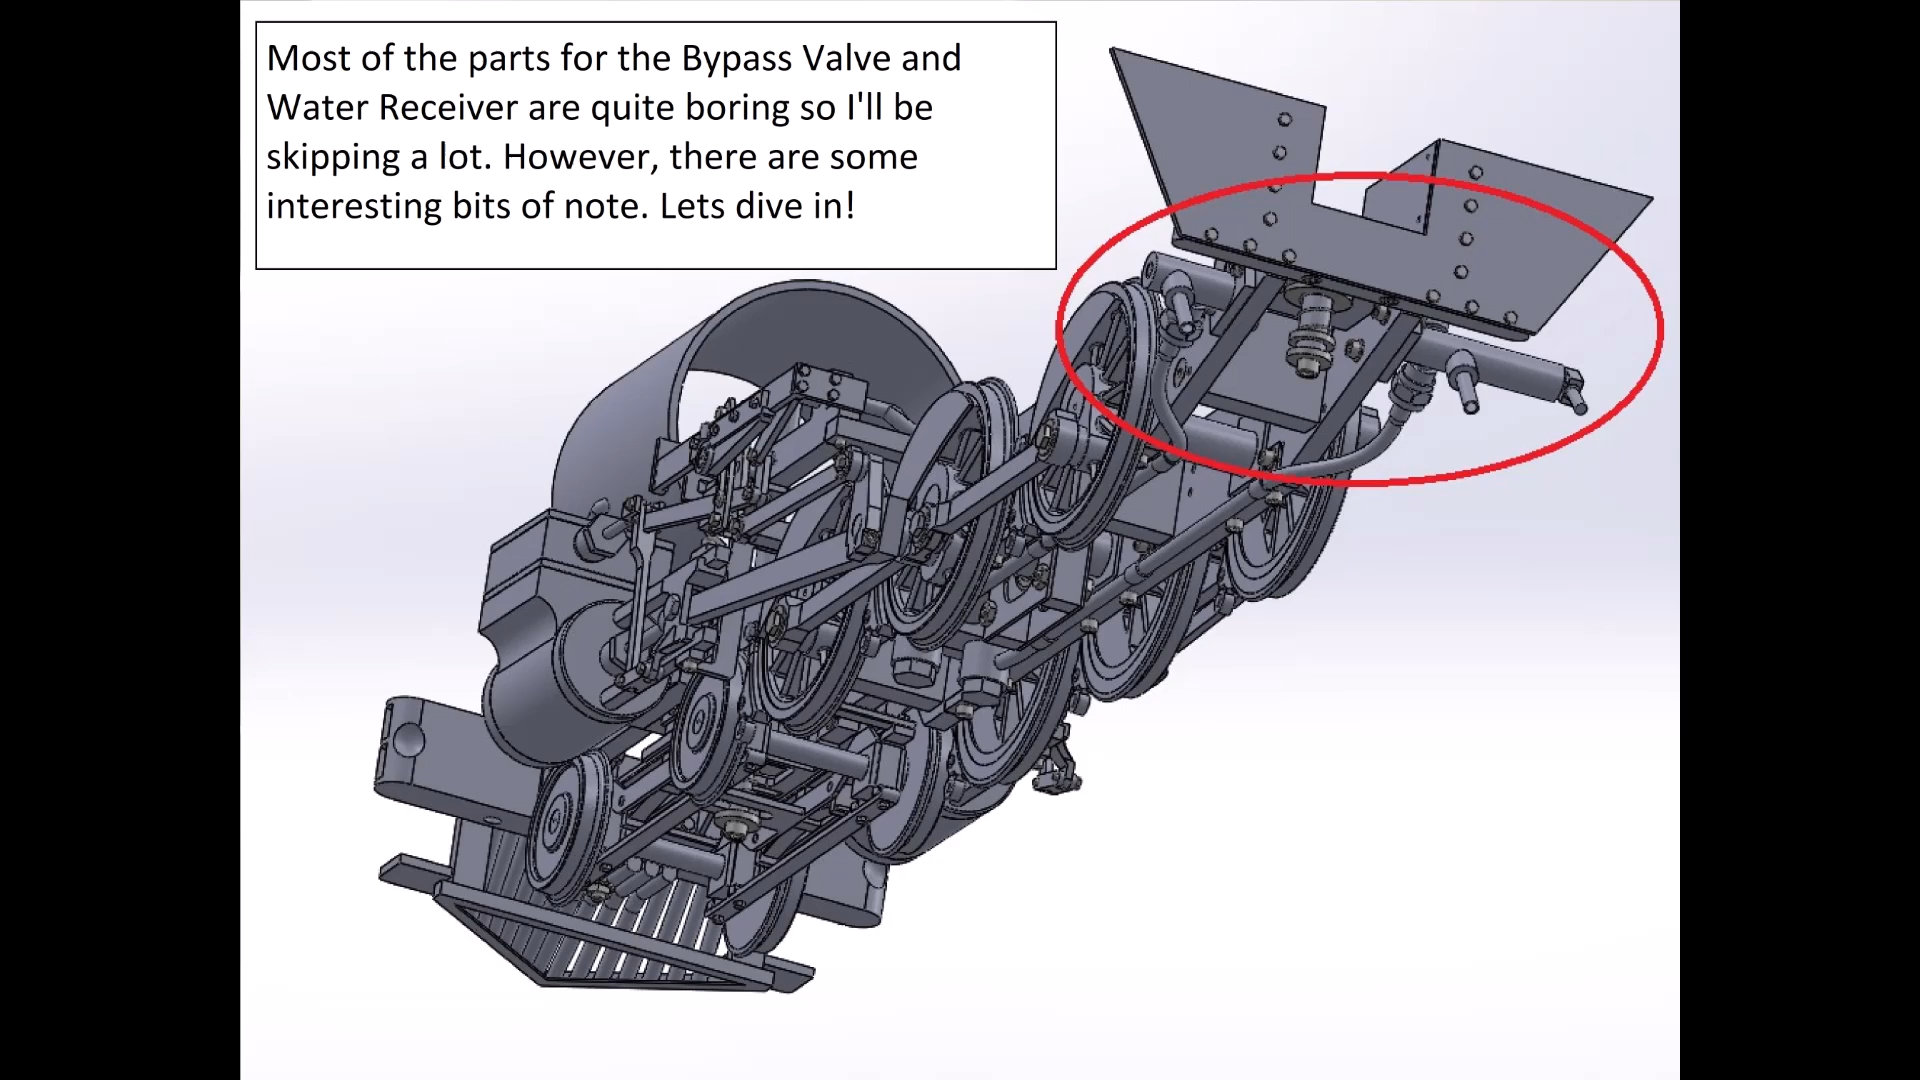 Most of the parts for the Bypass Valve and
Water Receiver are quite boring so I'll be
skipping a lot. However, there are some
interesting bits of note. Lets dive in!